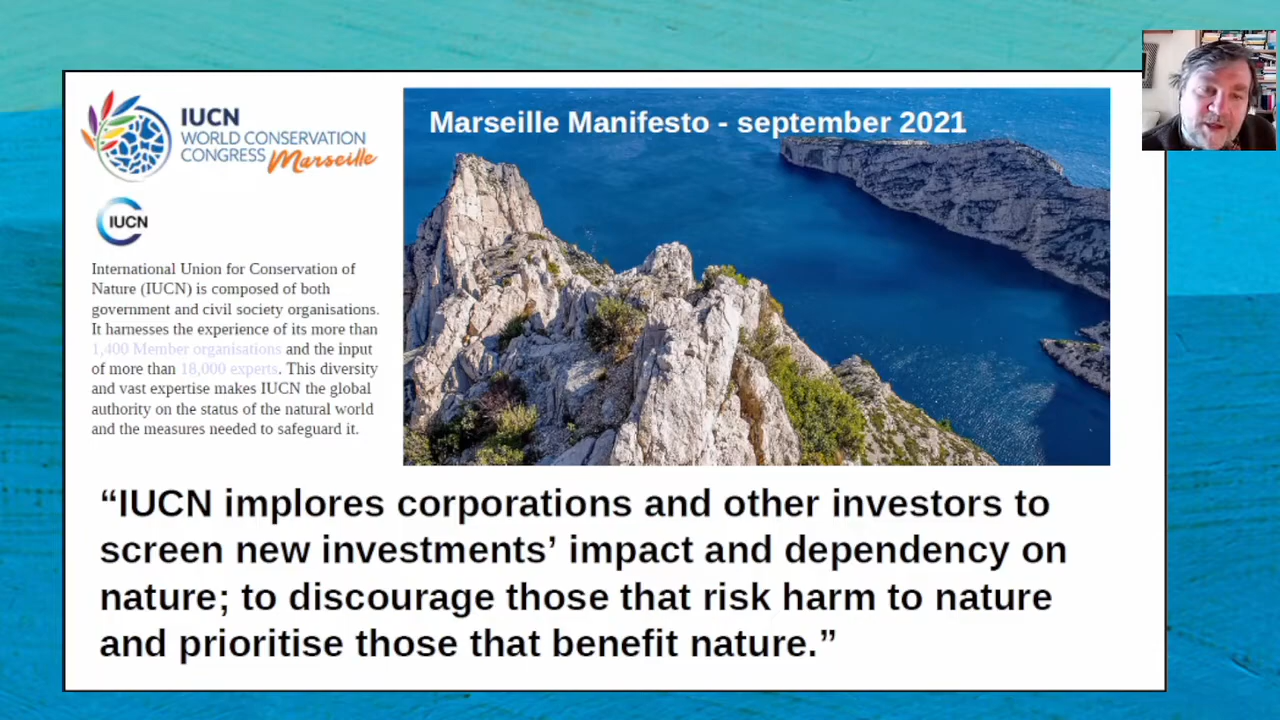 IUCN
WORLD CONSERVATION
CONGRESS Marseille
IUCN
International Union for Conservation of
Nature (IUCN) is composed of both
government and civil society organisations.
It harnesses the experience of its more than
1,400 Member organisations and the input
of more than 18,000 experts. This diversity
and vast expertise makes IUCN the global
authority on the status of the natural world
and the measures needed to safeguard it.
Marseille Manifesto - september 2021
“IUCN implores corporations and other investors to
screen new investments’ impact and dependency on
nature; to discourage those that risk harm to nature
and prioritise those that benefit nature.”